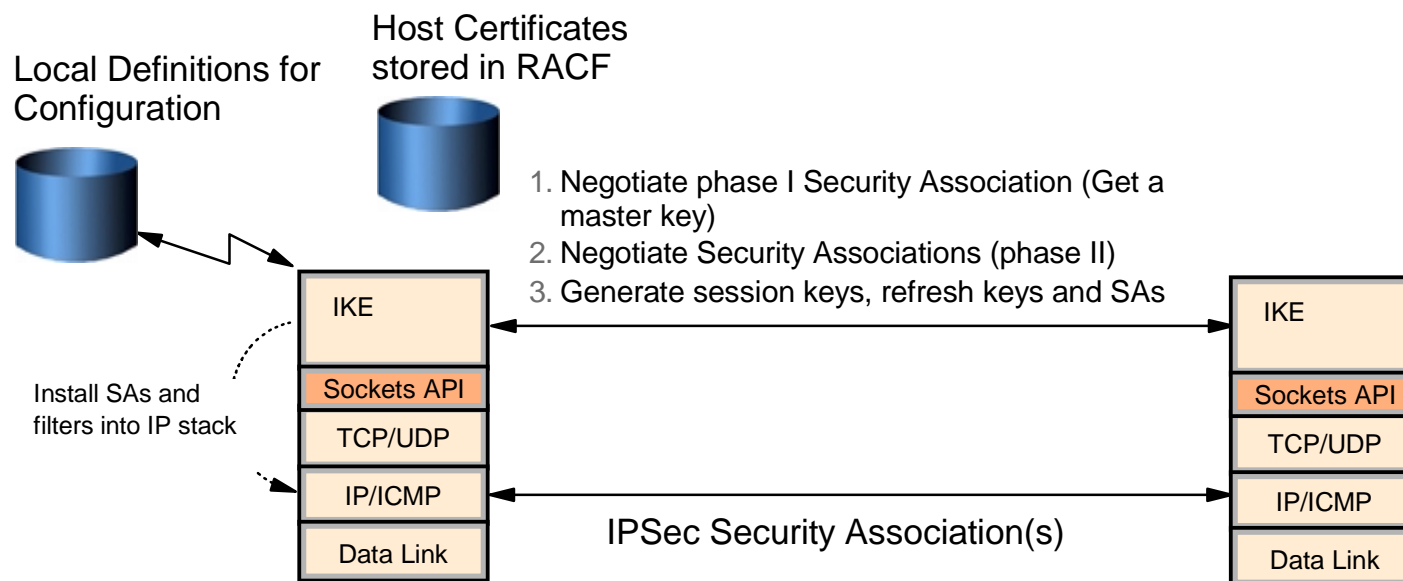 Host Certificates
stored in RACF
Local Definitions for
Configuration
1. Negotiate phase I Security Association (Get a
master key)
2. Negotiate Security Associations (phase II)
3. Generate session keys, refresh keys and SAs
IKE
IKE
Install SAs and
filters into IP stack
Sockets API
Sockets API
TCP/UDP
TCP/UDP
IP/ICMP
IP/ICMP
IPSec Security Association(s)
Data Link
Data Link